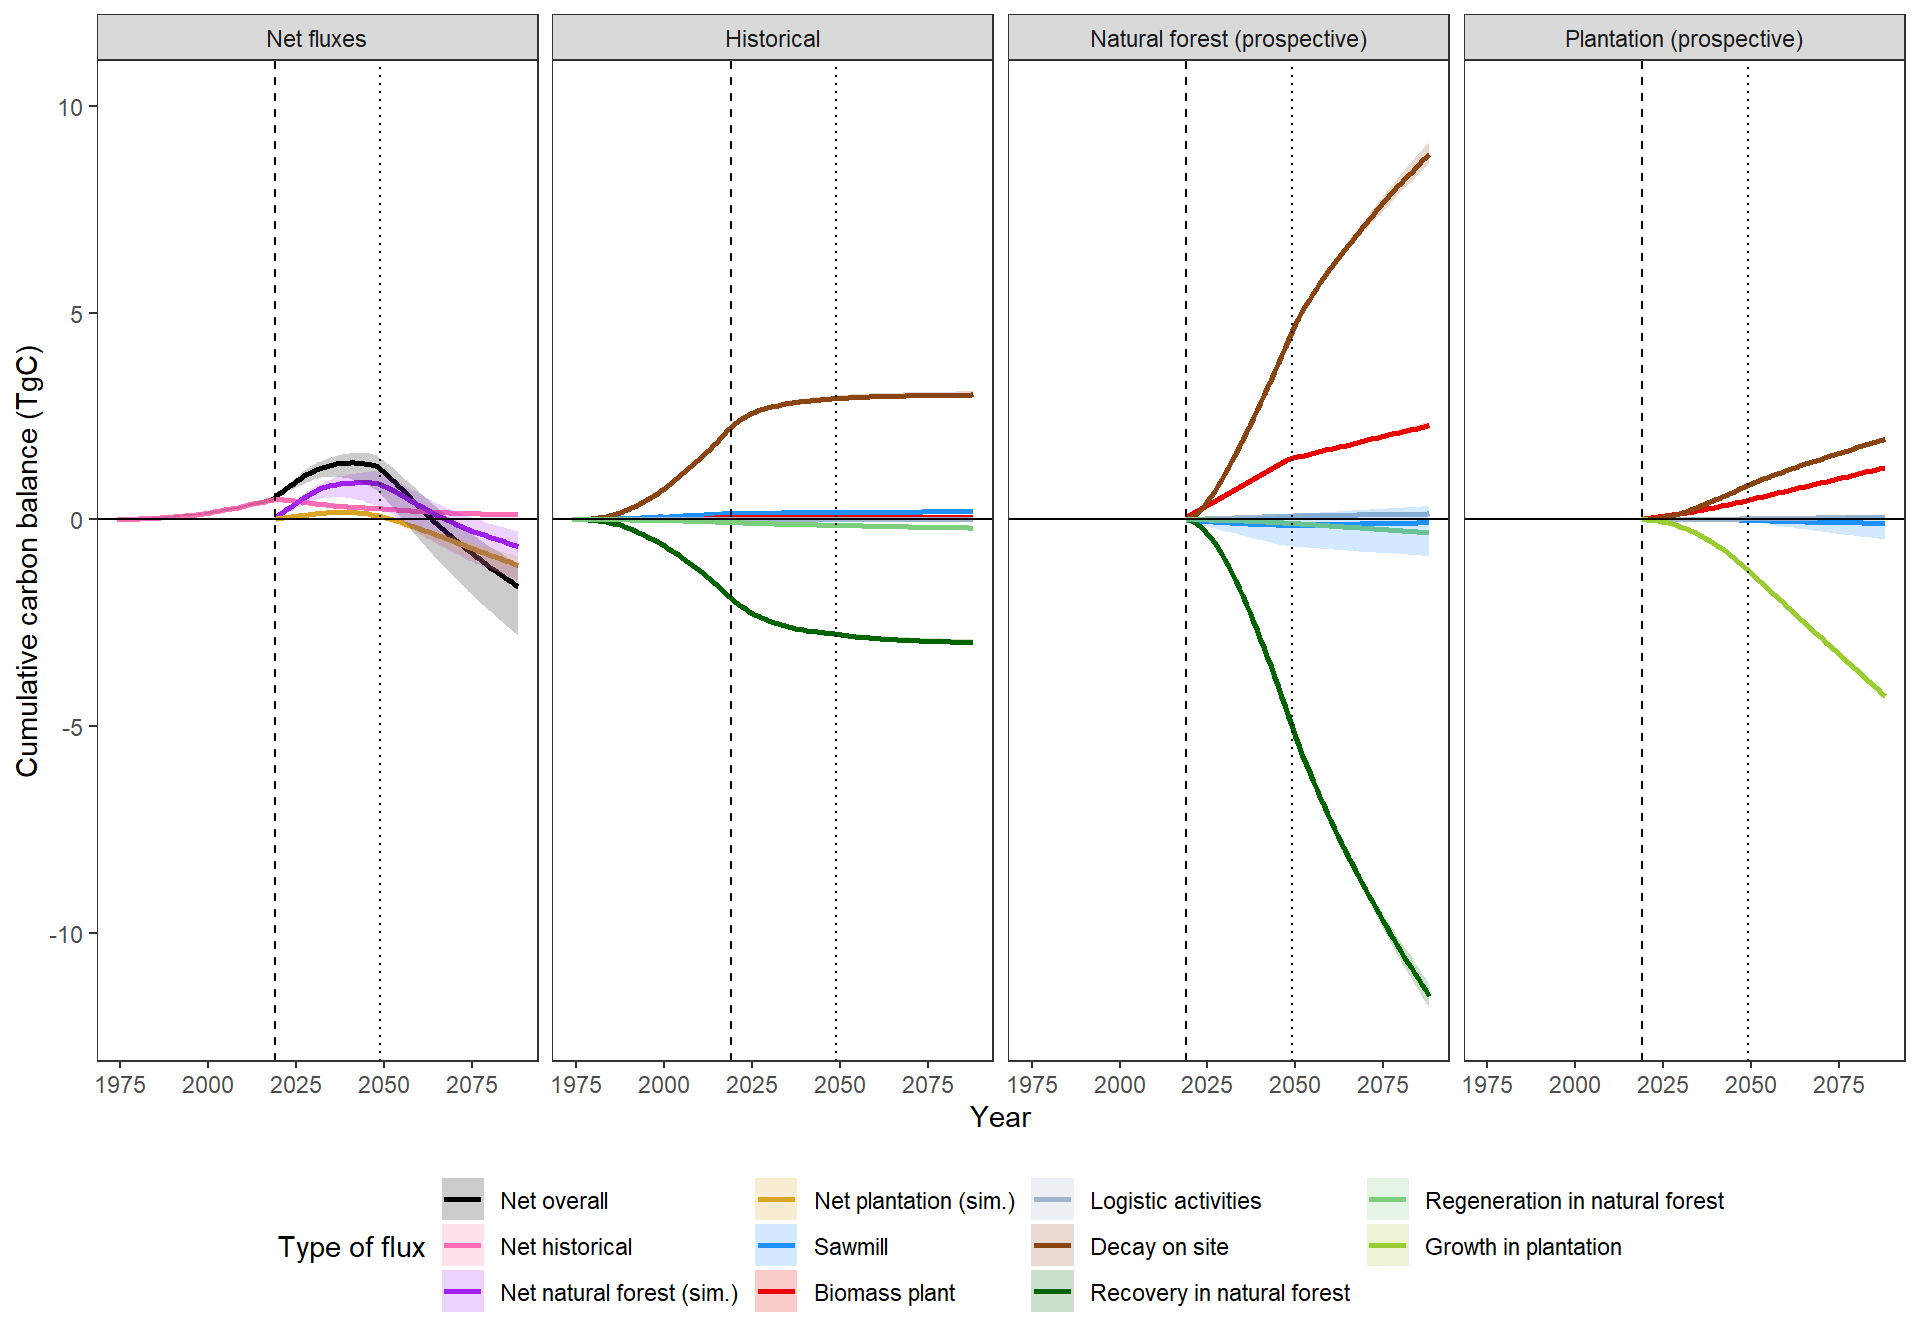 Net fluxes
Historical
Natural forest (prospective)
Plantation (prospective)
Cumulative carbon balance (TgC)
10
5
0
-5
-10
1975 2000 2025 2050 2075
1975 2000 2025 2050 2075
1975 2000 2025 2050 2075
1975 2000 2025 2050 2075
Year
Type of flux
Net overall
Net historical
Net natural forest (sim.)
Net plantation (sim.)
Sawmill
Biomass plant
Logistic activities
Decay on site
Recovery in natural forest
Regeneration in natural forest
Growth in plantation